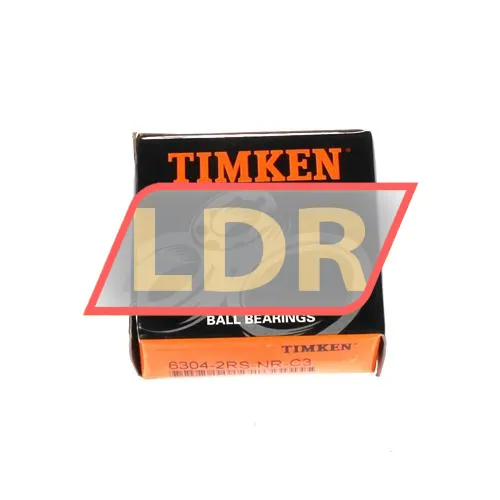 TIMKEN
LDR
BALL BEARINGS
TIMKEN
6304-2RS-NR-C3